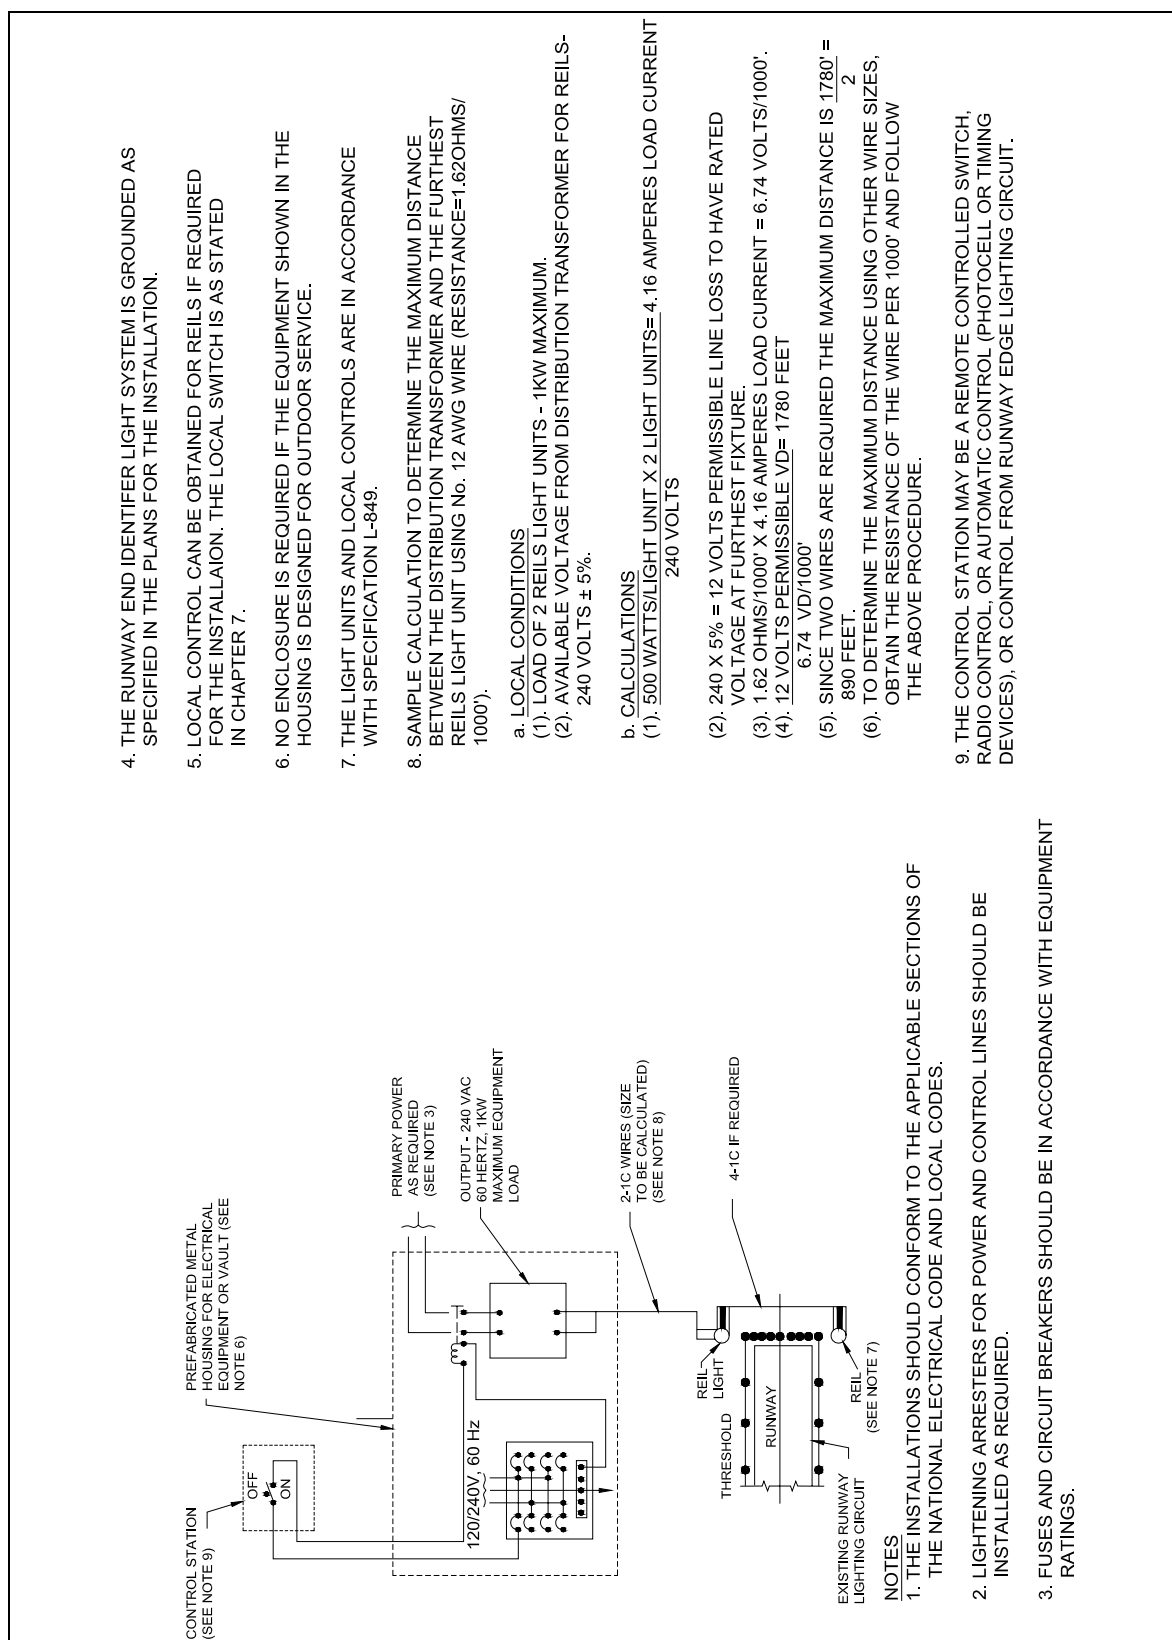 CONTROL STATION
(SEE NOTE 9)
OFF
ON
PREFABRICATED METAL
HOUSING FOR ELECTRICAL
EQUIPMENT OR VAULT (SEE
NOTE 6)
PRIMARY POWER
AS REQUIRED
(SEE NOTE 3)
120/240V, 60 Hz
OUTPUT - 240 VAC
60 HERTZ, 1KW
MAXIMUM EQUIPMENT
LOAD
2-1C WIRES (SIZE
TO BE CALCULATED)
(SEE NOTE 8)
REIL
LIGHT
4-1C IF REQUIRED
THRESHOLD
RUNWAY
REIL
(SEE NOTE 7)
EXISTING RUNWAY
LIGHTING CIRCUIT
NOTES
1. THE INSTALLATIONS SHOULD CONFORM TO THE APPLICABLE SECTIONS OF
THE NATIONAL ELECTRICAL CODE AND LOCAL CODES.
2. LIGHTENING ARRESTERS FOR POWER AND CONTROL LINES SHOULD BE
INSTALLED AS REQUIRED.
3. FUSES AND CIRCUIT BREAKERS SHOULD BE IN ACCORDANCE WITH EQUIPMENT
RATINGS.
4. THE RUNWAY END IDENTIFER LIGHT SYSTEM IS GROUNDED AS
SPECIFIED IN THE PLANS FOR THE INSTALLATION.
5. LOCAL CONTROL CAN BE OBTAINED FOR REILS IF REQUIRED
FOR THE INSTALLAION. THE LOCAL SWITCH IS AS STATED
IN CHAPTER 7.
6. NO ENCLOSURE IS REQUIRED IF THE EQUIPMENT SHOWN IN THE
HOUSING IS DESIGNED FOR OUTDOOR SERVICE.
7. THE LIGHT UNITS AND LOCAL CONTROLS ARE IN ACCORDANCE
WITH SPECIFICATION L-849.
8. SAMPLE CALCULATION TO DETERMINE THE MAXIMUM DISTANCE
BETWEEN THE DISTRIBUTION TRANSFORMER AND THE FURTHEST
REILS LIGHT UNIT USING No. 12 AWG WIRE (RESISTANCE=1.62OHMS/
1000').
a. LOCAL CONDITIONS
(1). LOAD OF 2 REILS LIGHT UNITS - 1KW MAXIMUM.
(2). AVAILABLE VOLTAGE FROM DISTRIBUTION TRANSFORMER FOR REILS-
240 VOLTS ± 5%.
b. CALCULATIONS
(1). 500 WATTS/LIGHT UNIT X 2 LIGHT UNITS= 4.16 AMPERES LOAD CURRENT
240 VOLTS
(2). 240 X 5% = 12 VOLTS PERMISSIBLE LINE LOSS TO HAVE RATED
VOLTAGE AT FURTHEST FIXTURE.
(3). 1.62 OHMS/1000' X 4.16 AMPERES LOAD CURRENT = 6.74 VOLTS/1000'.
(4). 12 VOLTS PERMISSIBLE VD= 1780 FEET
6.74 VD/1000'
(5). SINCE TWO WIRES ARE REQUIRED THE MAXIMUM DISTANCE IS 1780' =
2
890 FEET.
(6). TO DETERMINE THE MAXIMUM DISTANCE USING OTHER WIRE SIZES,
OBTAIN THE RESISTANCE OF THE WIRE PER 1000' AND FOLLOW
THE ABOVE PROCEDURE.
9. THE CONTROL STATION MAY BE A REMOTE CONTROLLED SWITCH,
RADIO CONTROL, OR AUTOMATIC CONTROL (PHOTOCELL OR TIMING
DEVICES), OR CONTROL FROM RUNWAY EDGE LIGHTING CIRCUIT.